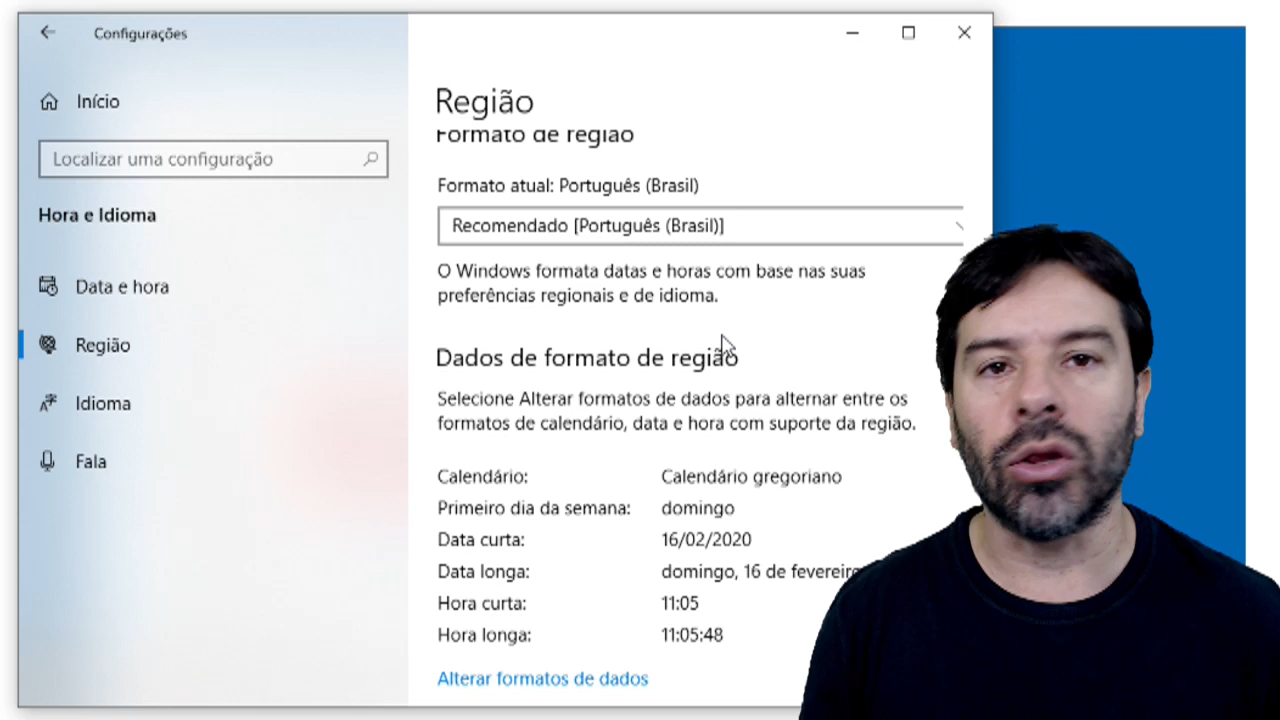 Configurações
Início
Localizar uma configuração
Hora e Idioma
Data e hora
Região
Idioma
Fala
Região
Formato de região
Formato atual: Português (Brasil)
Recomendado [Português (Brasil)]
O Windows formata datas e horas com base nas suas
preferências regionais e de idioma.
Dados de formato de região
Selecione Alterar formatos de dados para alternar entre os
formatos de calendário, data e hora com suporte da região.
Calendário: Calendário gregoriano
Primeiro dia da semana: domingo
Data curta: 16/02/2020
Data longa: domingo, 16 de fevereiro
Hora curta: 11:05
Hora longa: 11:05:48
Alterar formatos de dados